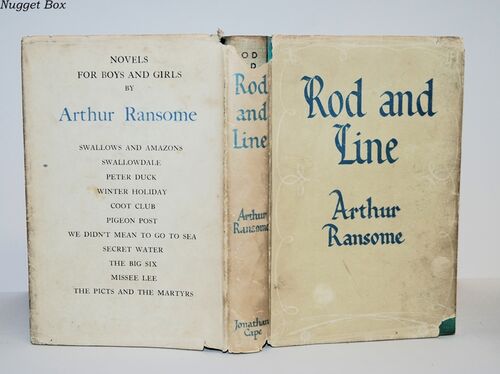 Nugget Box
NOVELS
FOR BOYS AND GIRLS
BY
Arthur Ransome
SWALLOWS AND AMAZONS
SWALLOWDALE
PETER DUCK
WINTER HOLIDAY
COOT CLUB
PIGEON POST
WE DIDN'T MEAN TO GO TO SEA
SECRET WATER
THE BIG SIX
MISSEE LEE
THE PICTS AND THE MARTYRS
Rod
and
Line
Arthur
Ransome
Jonathan
Cape
Rod and
Line
Arthur
Ransome